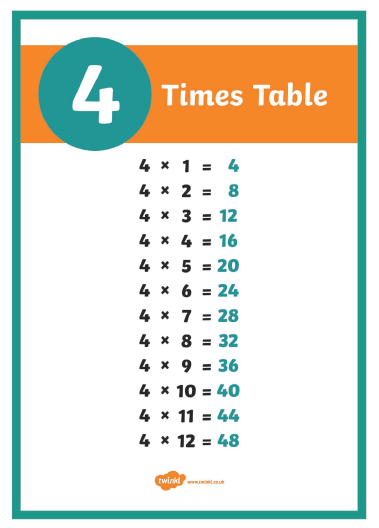 4 Times Table
4 × 1 = 4
4 × 2 = 8
4 × 3 = 12
4 × 4 = 16
4 × 5 = 20
4 × 6 = 24
4 × 7 = 28
4 × 8 = 32
4 × 9 = 36
4 × 10 = 40
4 × 11 = 44
4 × 12 = 48
twinkl www.twinkl.co.uk